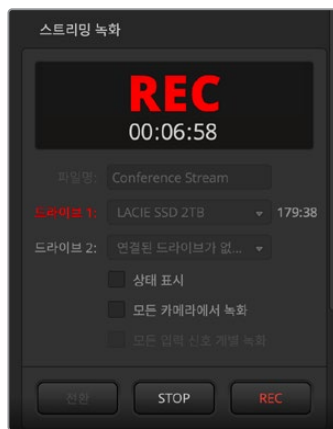 스트리밍 녹화
REC
00:06:58
파일명: Conference Stream
드라이브 1: LACIE SSD 2TB 179:38
드라이브 2: 연결된 드라이브가 없...
상태 표시
모든 카메라에서 녹화
모든 입력 신호 개별 녹화
전환 STOP REC